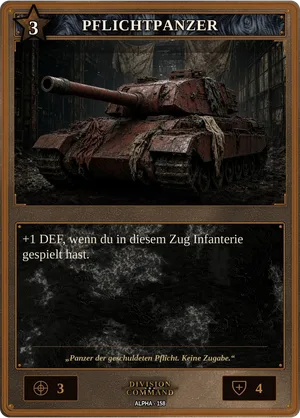 3
PFLICHTPANZER
+1 DEF, wenn du in diesem Zug Infanterie
gespielt hast.
„Panzer der geschuldeten Pflicht. Keine Zugabe.“
3
DIVISION
COMMAND
ALPHA · 158
4